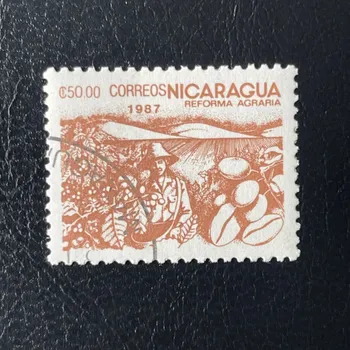 ₡50.00 CORREOS NICARAGUA
1987 REFORMA AGRARIA